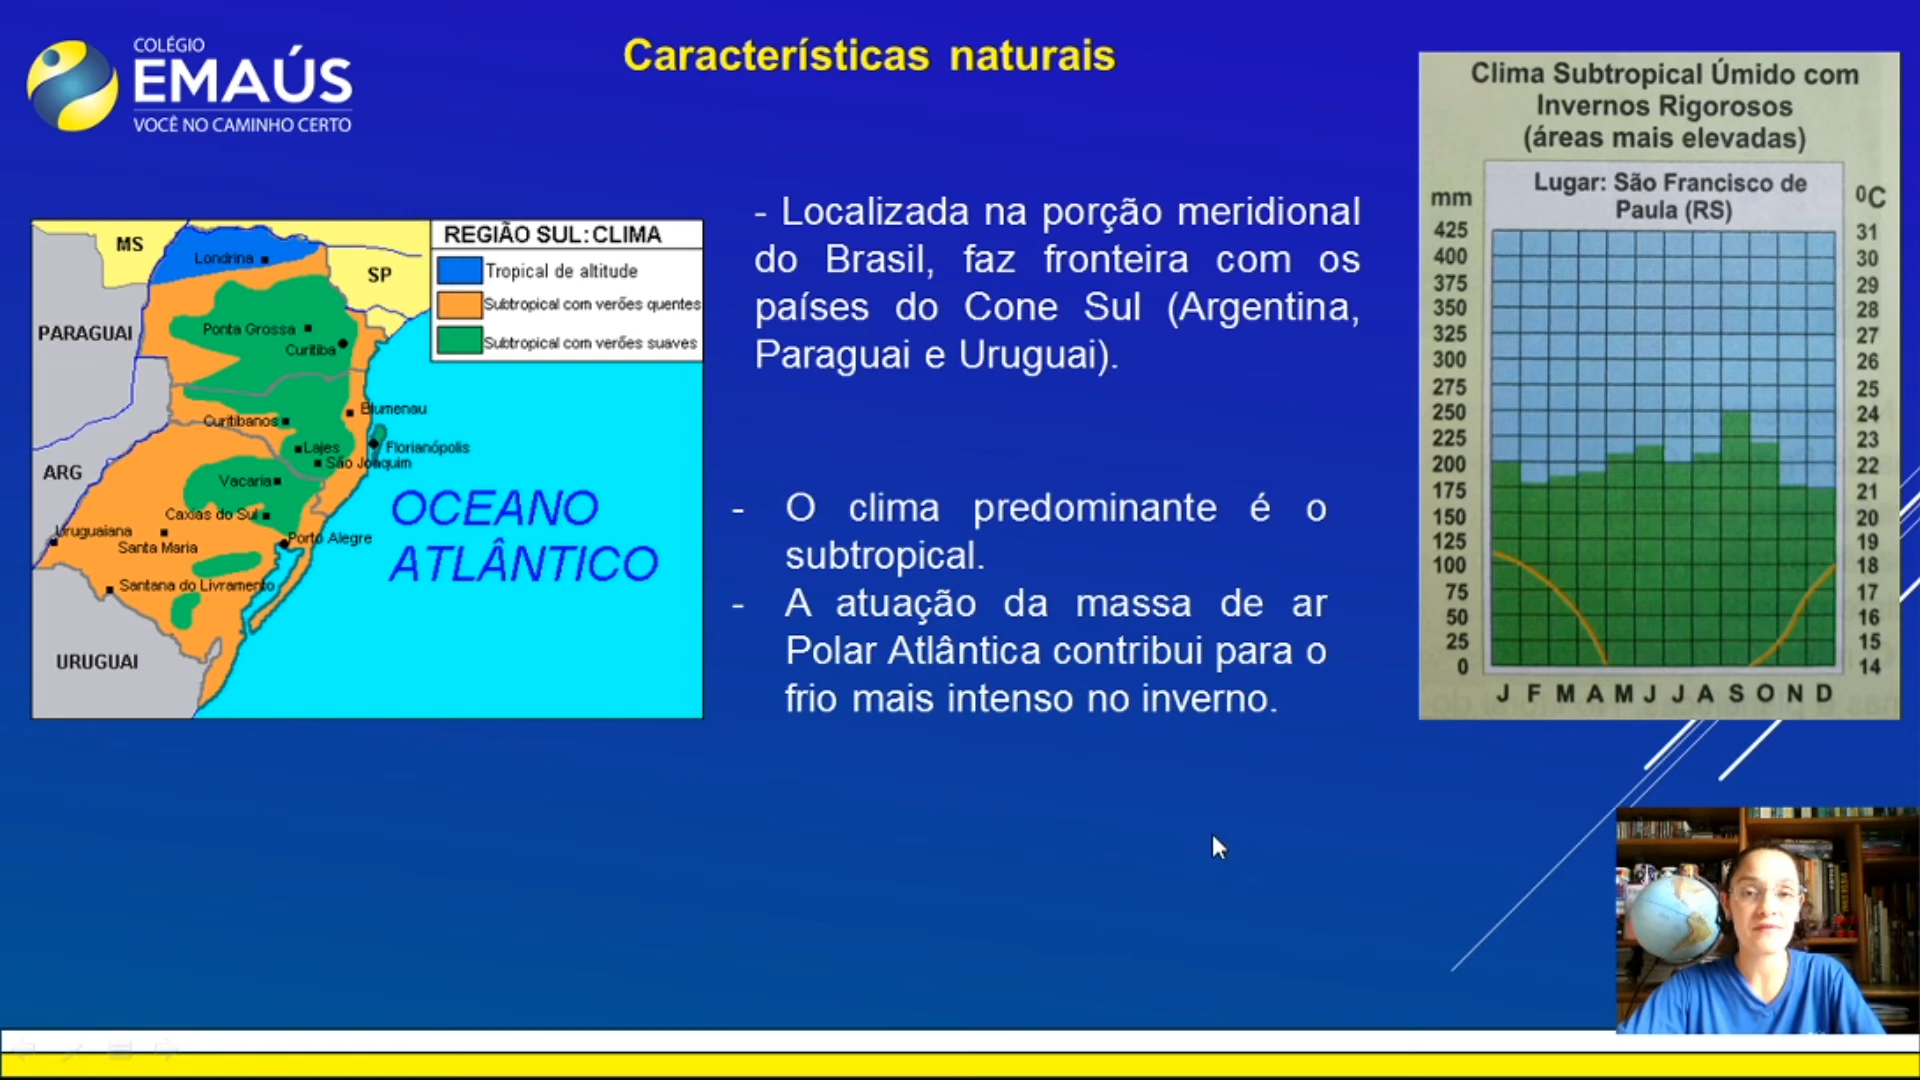 COLÉGIO
EMAÚS
VOCÊ NO CAMINHO CERTO
Características naturais
REGIÃO SUL: CLIMA
Tropical de altitude
Subtropical com verões quentes
Subtropical com verões suaves
MS
SP
Londrina
PARAGUAI
Ponta Grossa
Curitiba
Blumenau
Curitibanos
Florianópolis
Lajes
São Joaquim
ARG
Vacaria
Caxias do Sul
Uruguaiana
Santa Maria
Porto Alegre
Santana do Livramento
URUGUAI
OCEANO
ATLÂNTICO
- Localizada na porção meridional
do Brasil, faz fronteira com os
países do Cone Sul (Argentina,
Paraguai e Uruguai).
- O clima predominante é o
subtropical.
- A atuação da massa de ar
Polar Atlântica contribui para o
frio mais intenso no inverno.
Clima Subtropical Úmido com
Invernos Rigorosos
(áreas mais elevadas)
Lugar: São Francisco de
Paula (RS)
mm ⁰C
425 31
400 30
375 29
350 28
325 27
300 26
275 25
250 24
225 23
200 22
175 21
150 20
125 19
100 18
75 17
50 16
25 15
0 14
J F M A M J J A S O N D